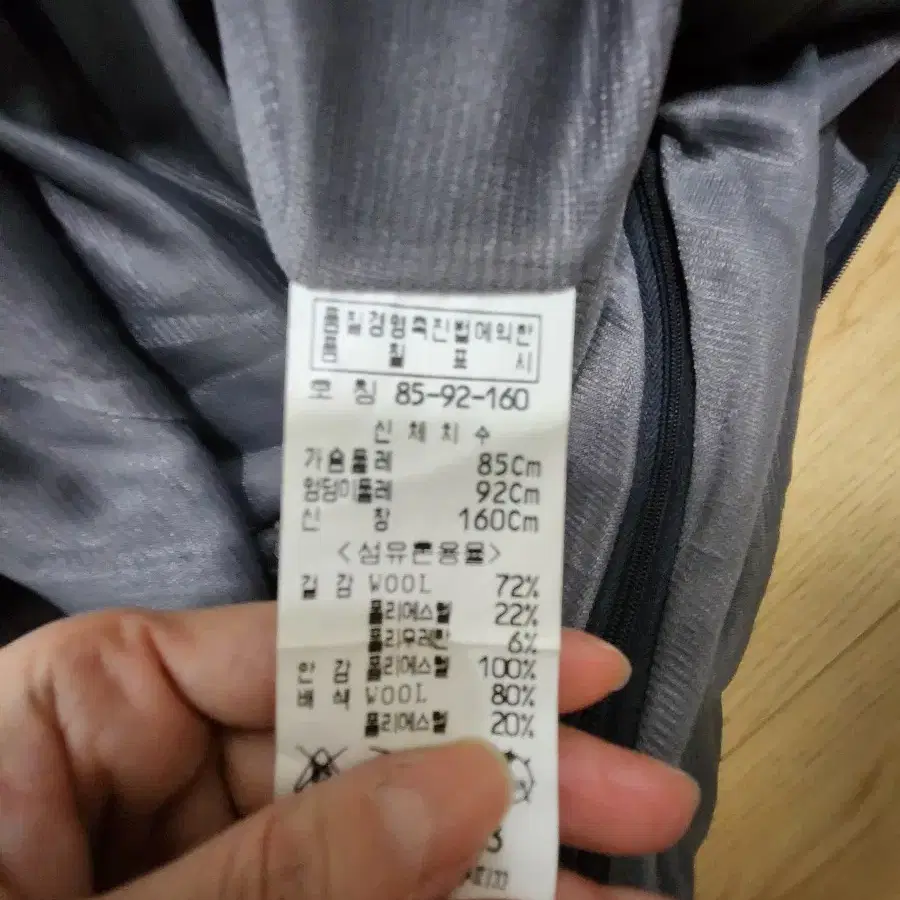 품질경영촉진법에의한
품 질 표 시
호 칭 85-92-160
신 체 치 수
가슴둘레 85Cm
엉덩이둘레 92Cm
신 장 160Cm
<섬유혼용율>
겉 감 WOOL 72%
폴리에스텔 22%
폴리우레탄 6%
안 감 폴리에스텔 100%
배 색 WOOL 80%
폴리에스텔 20%